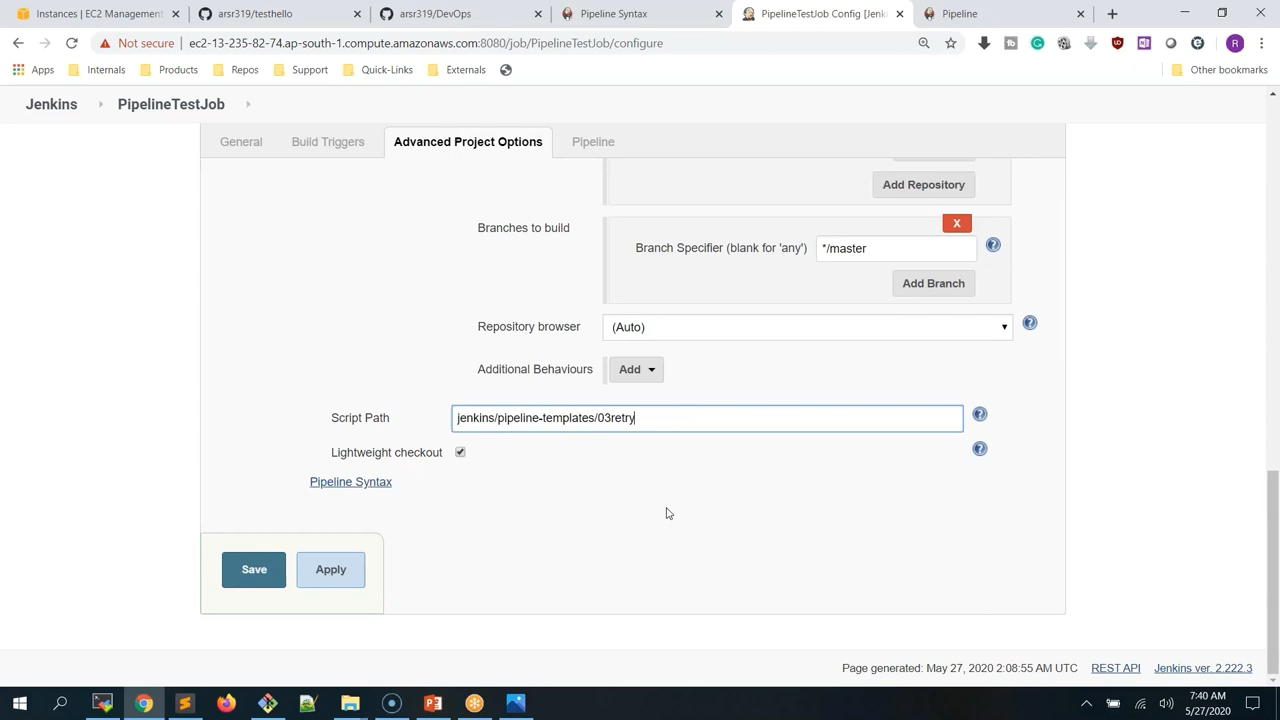 Instances | EC2 Management
arsr319/testhello
arsr319/DevOps
Pipeline Syntax
PipelineTestJob Config [Jenk
Pipeline
Not secure | ec2-13-235-82-74.ap-south-1.compute.amazonaws.com:8080/job/PipelineTestJob/configure
Apps
Internals
Products
Repos
Support
Quick-Links
Externals
Other bookmarks
Jenkins
PipelineTestJob
General
Build Triggers
Advanced Project Options
Pipeline
Add Repository
Branches to build
X
Branch Specifier (blank for 'any')
*/master
Add Branch
Repository browser
(Auto)
Additional Behaviours
Add
Script Path
jenkins/pipeline-templates/03retry
Lightweight checkout
Pipeline Syntax
Save
Apply
Page generated: May 27, 2020 2:08:55 AM UTC
REST API
Jenkins ver. 2.222.3
7:40 AM
5/27/2020